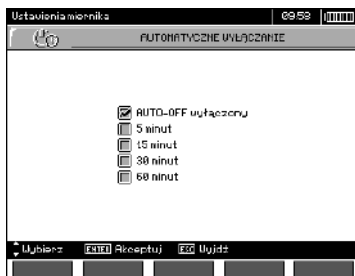 Ustawienia miernika 09:59
AUTOMATYCZNE WYŁĄCZANIE
AUTO-OFF wyłączony
5 minut
15 minut
30 minut
60 minut
Wybierz ENTER Akceptuj ESC Wyjdź